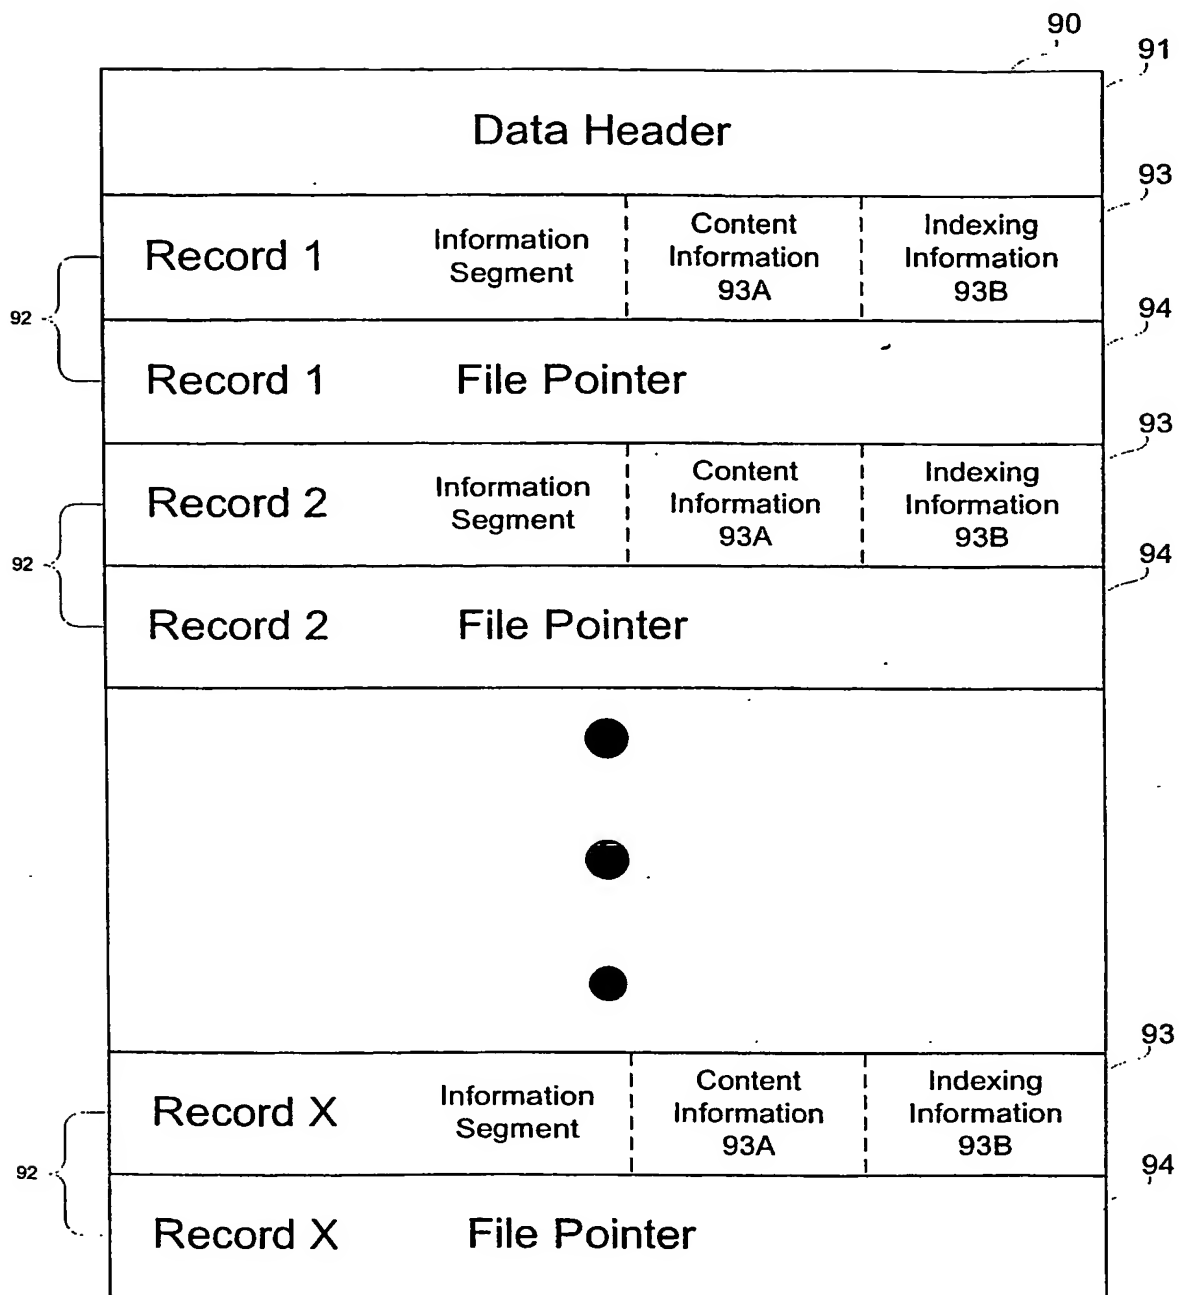 90
91
Data Header
93
Record 1
Information
Segment
Content
Information
93A
Indexing
Information
93B
92
94
Record 1 File Pointer
93
Record 2
Information
Segment
Content
Information
93A
Indexing
Information
93B
92
94
Record 2 File Pointer
93
Record X
Information
Segment
Content
Information
93A
Indexing
Information
93B
92
94
Record X File Pointer